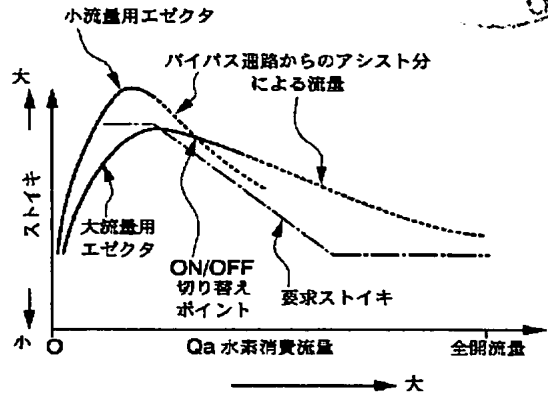 小流量用エゼクタ
バイパス通路からのアシスト分
による流量
大
ストイキ
小
大流量用
エゼクタ
ON/OFF
切り替え
ポイント
要求ストイキ
O
Qa 水素消費流量
全開流量
大